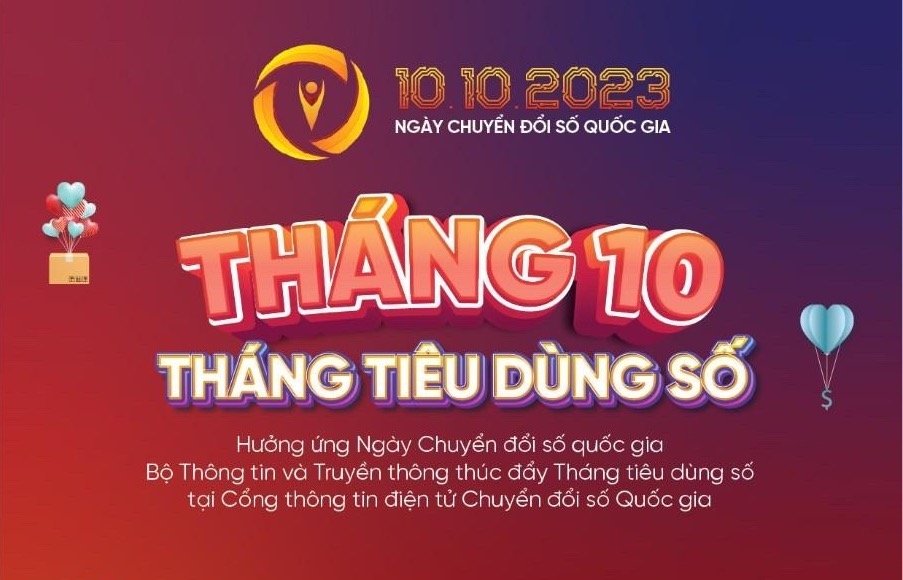 10.10.2023
NGÀY CHUYỂN ĐỔI SỐ QUỐC GIA
THÁNG 10
THÁNG TIÊU DÙNG SỐ
Hưởng ứng Ngày Chuyển đổi số quốc gia
Bộ Thông tin và Truyền thông thúc đẩy Tháng tiêu dùng số
tại Cổng thông tin điện tử Chuyển đổi số Quốc gia
$